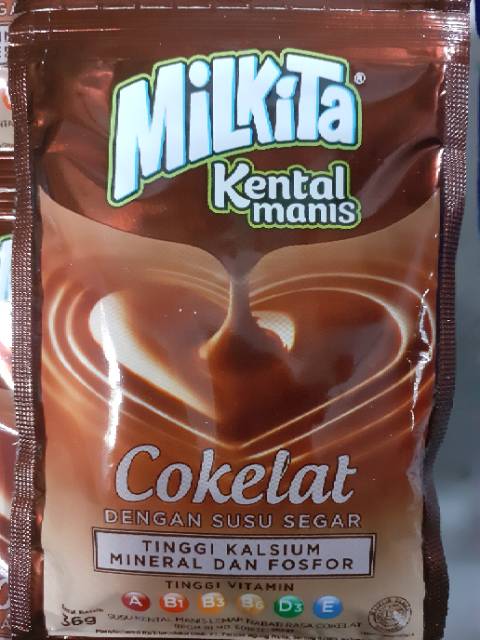 MiLKiTa®
Kental
manis
Cokelat
DENGAN SUSU SEGAR
TINGGI KALSIUM
MINERAL DAN FOSFOR
TINGGI VITAMIN
A B1 B3 B6 D3 E
36g
SUSU KENTAL MANIS LEMAK NABATI RASA COKELAT